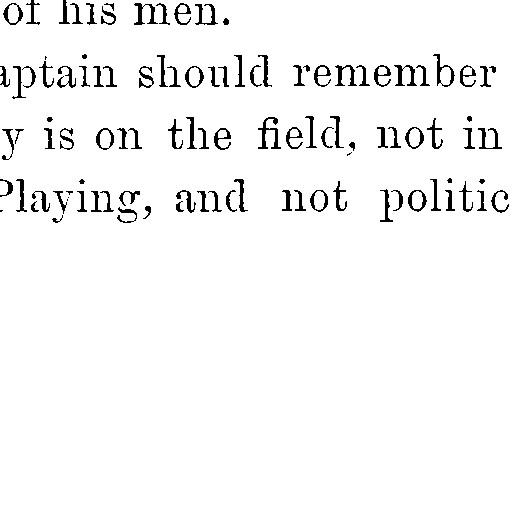 of his men.
aptain should remember
y is on the field, not in
Playing, and not politic